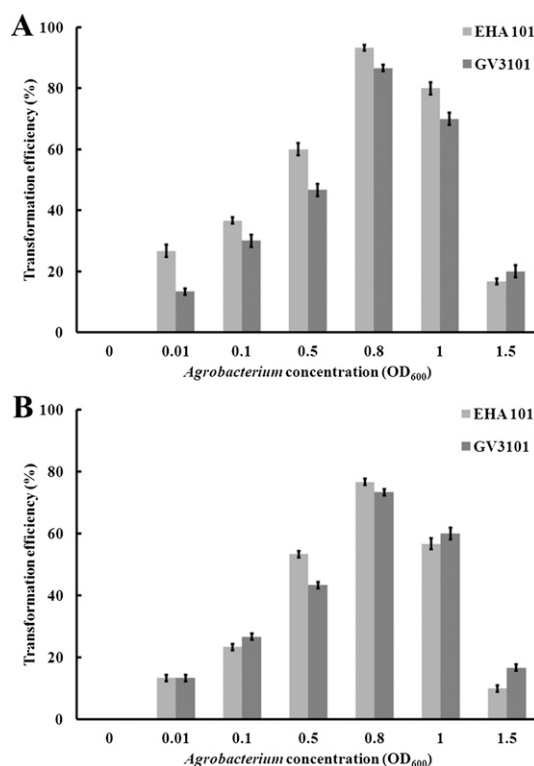 A
EHA 101
GV3101
Transformation efficiency (%)
100
80
60
40
20
0
0 0.01 0.1 0.5 0.8 1 1.5
Agrobacterium concentration (OD600)
B
EHA 101
GV3101
Transformation efficiency (%)
100
80
60
40
20
0
0 0.01 0.1 0.5 0.8 1 1.5
Agrobacterium concentration (OD600)